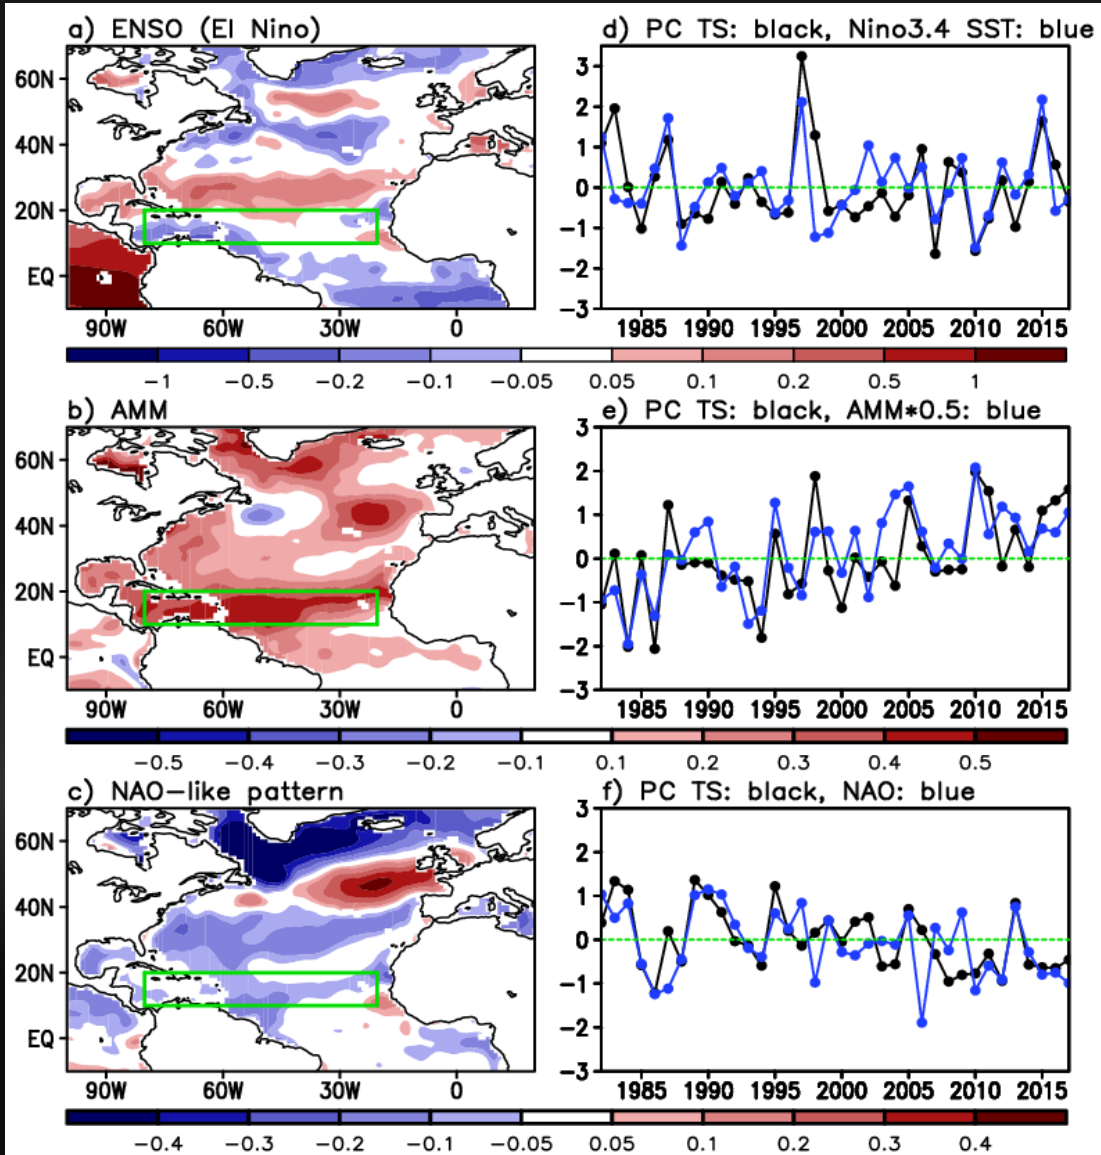 a) ENSO (El Nino)
d) PC TS: black, Nino3.4 SST: blue
60N
40N
20N
EQ
90W 60W 30W 0
3
2
1
0
−1
−2
−3
1985 1990 1995 2000 2005 2010 2015
−1 −0.5 −0.2 −0.1 −0.05 0.05 0.1 0.2 0.5 1
b) AMM
e) PC TS: black, AMM*0.5: blue
60N
40N
20N
EQ
90W 60W 30W 0
3
2
1
0
−1
−2
−3
1985 1990 1995 2000 2005 2010 2015
−0.5 −0.4 −0.3 −0.2 −0.1 0.1 0.2 0.3 0.4 0.5
c) NAO−like pattern
f) PC TS: black, NAO: blue
60N
40N
20N
EQ
90W 60W 30W 0
3
2
1
0
−1
−2
−3
1985 1990 1995 2000 2005 2010 2015
−0.4 −0.3 −0.2 −0.1 −0.05 0.05 0.1 0.2 0.3 0.4